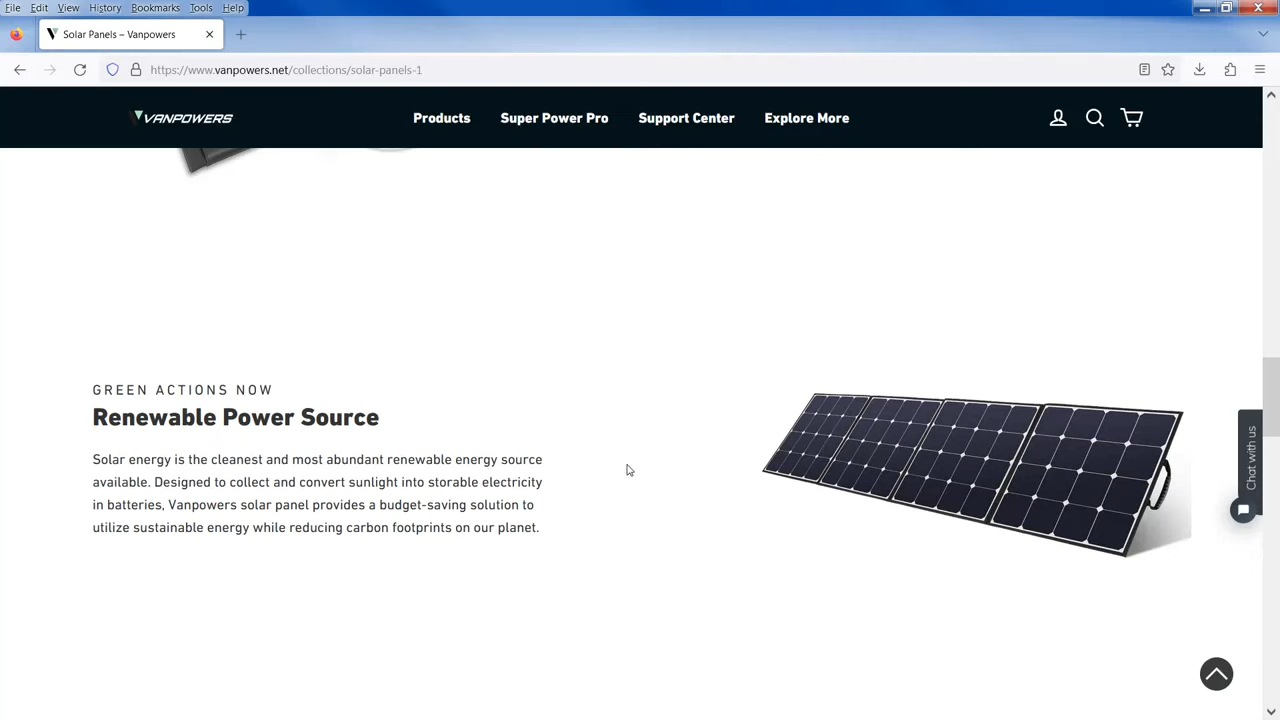 File Edit View History Bookmarks Tools Help
Solar Panels – Vanpowers
https://www.vanpowers.net/collections/solar-panels-1
VANPOWERS Products Super Power Pro Support Center Explore More
GREEN ACTIONS NOW
Renewable Power Source
Solar energy is the cleanest and most abundant renewable energy source
available. Designed to collect and convert sunlight into storable electricity
in batteries, Vanpowers solar panel provides a budget-saving solution to
utilize sustainable energy while reducing carbon footprints on our planet.
Chat with us